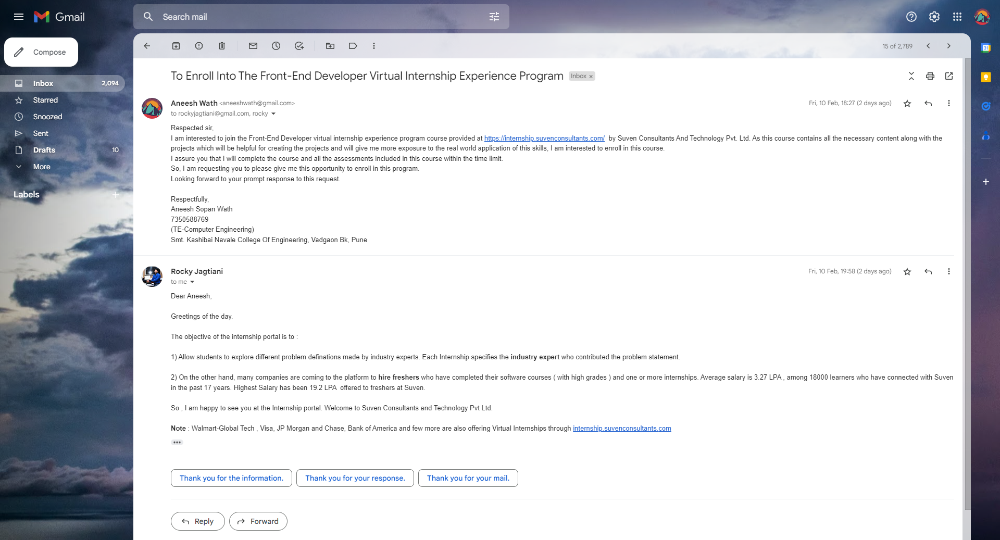 Gmail
Search mail
Compose
15 of 2,789
31
Inbox 2,094
Starred
Snoozed
Sent
Drafts 10
More
Labels
To Enroll Into The Front-End Developer Virtual Internship Experience Program Inbox ×
Aneesh Wath <aneeshwath@gmail.com>
Fri, 10 Feb, 18:27 (2 days ago)
to rockyjagtiani@gmail.com, rocky
Respected sir,
I am interested to join the Front-End Developer virtual internship experience program course provided at https://internship.suvenconsultants.com/ by Suven Consultants And Technology Pvt. Ltd. As this course contains all the necessary content along with the
projects which will be helpful for creating the projects and will give me more exposure to the real world application of this skills, I am interested to enroll in this course.
I assure you that I will complete the course and all the assessments included in this course within the time limit.
So, I am requesting you to please give me this opportunity to enroll in this program.
Looking forward to your prompt response to this request.
Respectfully,
Aneesh Sopan Wath
7350588769
(TE-Computer Engineering)
Smt. Kashibai Navale College Of Engineering, Vadgaon Bk, Pune
Rocky Jagtiani
Fri, 10 Feb, 19:58 (2 days ago)
to me
Dear Aneesh,
Greetings of the day.
The objective of the internship portal is to :
1) Allow students to explore different problem definations made by industry experts. Each Internship specifies the industry expert who contributed the problem statement.
2) On the other hand, many companies are coming to the platform to hire freshers who have completed their software courses ( with high grades ) and one or more internships. Average salary is 3.27 LPA , among 18000 learners who have connected with Suven
in the past 17 years. Highest Salary has been 19.2 LPA offered to freshers at Suven.
So , I am happy to see you at the Internship portal. Welcome to Suven Consultants and Technology Pvt Ltd.
Note : Walmart-Global Tech , Visa, JP Morgan and Chase, Bank of America and few more are also offering Virtual Internships through internship.suvenconsultants.com
Thank you for the information.
Thank you for your response.
Thank you for your mail.
Reply
Forward